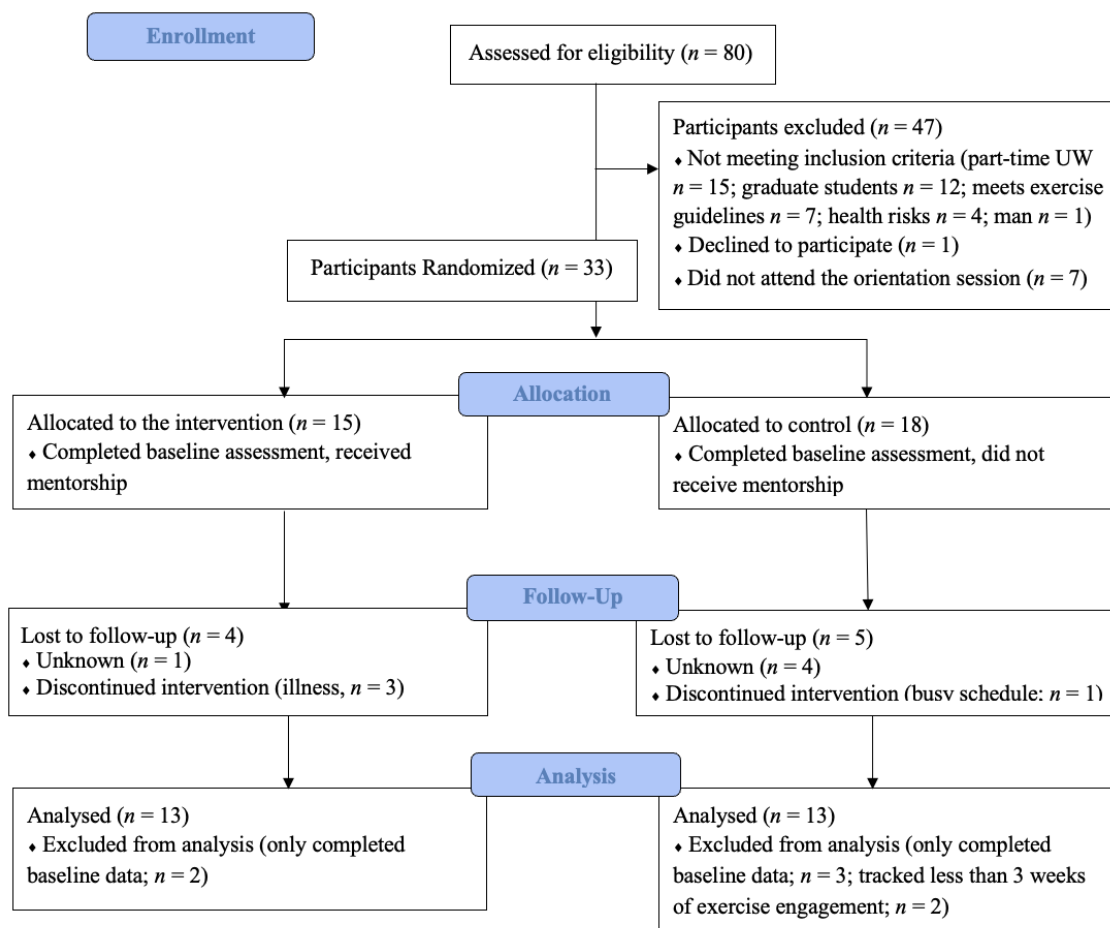 Enrollment
Assessed for eligibility (n = 80)
Participants excluded (n = 47)
⬧ Not meeting inclusion criteria (part-time UW
n = 15; graduate students n = 12; meets exercise
guidelines n = 7; health risks n = 4; man n = 1)
⬧ Declined to participate (n = 1)
⬧ Did not attend the orientation session (n = 7)
Participants Randomized (n = 33)
Allocation
Allocated to the intervention (n = 15)
⬧ Completed baseline assessment, received
mentorship
Allocated to control (n = 18)
⬧ Completed baseline assessment, did not
receive mentorship
Follow-Up
Lost to follow-up (n = 4)
⬧ Unknown (n = 1)
⬧ Discontinued intervention (illness, n = 3)
Lost to follow-up (n = 5)
⬧ Unknown (n = 4)
⬧ Discontinued intervention (busy schedule; n = 1)
Analysis
Analysed (n = 13)
⬧ Excluded from analysis (only completed
baseline data; n = 2)
Analysed (n = 13)
⬧ Excluded from analysis (only completed
baseline data; n = 3; tracked less than 3 weeks
of exercise engagement; n = 2)